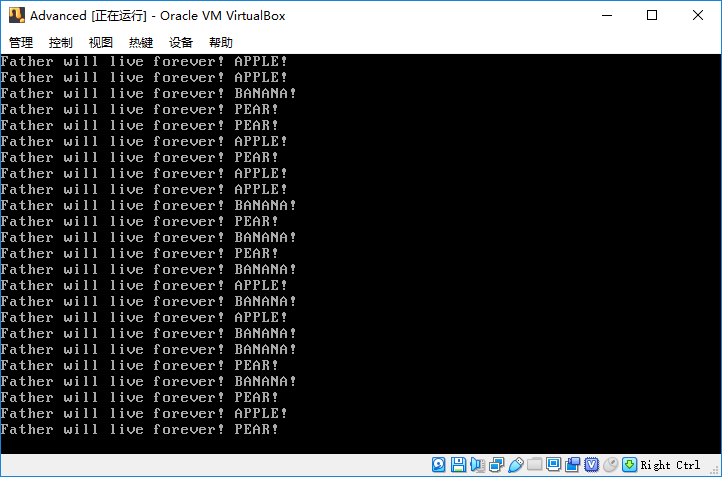 Advanced [正在运行] - Oracle VM VirtualBox
管理 控制 视图 热键 设备 帮助
Father will live forever! APPLE!
Father will live forever! APPLE!
Father will live forever! BANANA!
Father will live forever! PEAR!
Father will live forever! PEAR!
Father will live forever! APPLE!
Father will live forever! PEAR!
Father will live forever! APPLE!
Father will live forever! APPLE!
Father will live forever! BANANA!
Father will live forever! PEAR!
Father will live forever! BANANA!
Father will live forever! PEAR!
Father will live forever! BANANA!
Father will live forever! APPLE!
Father will live forever! BANANA!
Father will live forever! APPLE!
Father will live forever! BANANA!
Father will live forever! BANANA!
Father will live forever! PEAR!
Father will live forever! BANANA!
Father will live forever! PEAR!
Father will live forever! APPLE!
Father will live forever! PEAR!
Right Ctrl